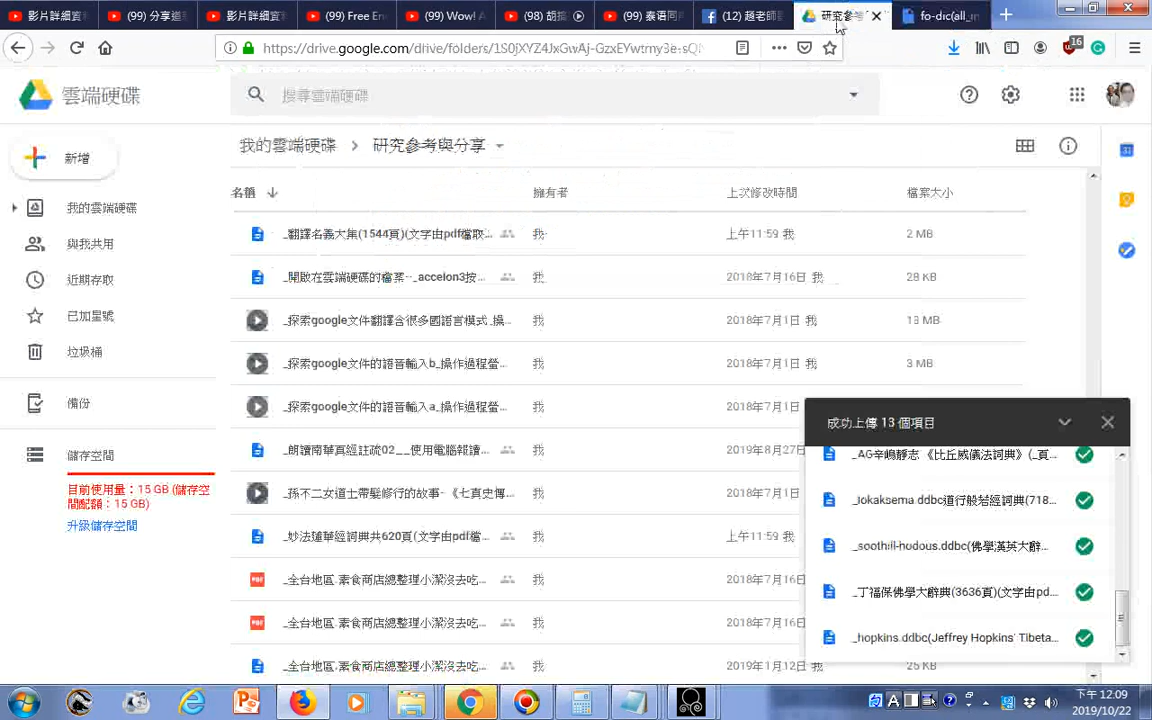 影片詳細資
(99) 分享道
影片詳細資
(99) Free En
(99) Wow! A
(98) 胡
(99) 泰语同
(12) 趙老師
研究參考
fo-dic(all_
https://drive.google.com/drive/folders/
16
雲端硬碟
搜尋雲端硬碟
新增
我的雲端硬碟
與我共用
近期存取
已加星號
垃圾桶
備份
儲存空間
目前使用量：15 GB (儲存空
間配額：15 GB)
升級儲存空間
我的雲端硬碟 > 研究參考與分享
名稱 擁有者 上次修改時間 檔案大小
_翻譯名義大集(1544頁)(文字由pdf檔取... 我 上午11:59 我 2 MB
_開啟在雲端硬碟的檔案--_acceion3按... 我 2018年7月16日 我 28 KB
_探索google文件翻譯含很多國語言模式_操... 我 2018年7月1日 我 13 MB
_探索google文件的語音輸入b_操作過程螢... 我 2018年7月1日 我 3 MB
_探索google文件的語音輸入a_操作過程螢... 我 2018年7月1日
_朗讀南華真經註疏02__使用電腦報讀... 我 2019年8月27日
_孫不二女道士帶髮修行的故事-《七真史傳... 我 2018年7月
_妙法蓮華經詞典共620頁(文字由pdf檔... 我 上午11:59 我
_全台地區.素食商店總整理小潔沒去吃... 我 2018年7月16日
_全台地區.素食商店總整理小潔沒去吃... 我 2018年7月16日
_全台地區.素食商店總整理小潔沒去吃... 我 2019年1月12日 我 25 KB
成功上傳 13 個項目
_AG辛嶋靜志 《比丘威儀法詞典》(_頁...
_lokaksema.ddbc道行般若經詞典(718...
_soothill-hodous.ddbc(佛學漢英大辭...
_丁福保佛學大辭典(3636頁)(文字由pd...
_hopkins.ddbc(Jeffrey Hopkins' Tibeta...
下午 12:09
2019/10/22